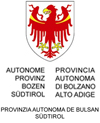 AUTONOME PROVINCIA
PROVINZ AUTONOMA
BOZEN DI BOLZANO
SÜDTIROL ALTO ADIGE
PROVINZIA AUTONOMA DE BULSAN
SÜDTIROL